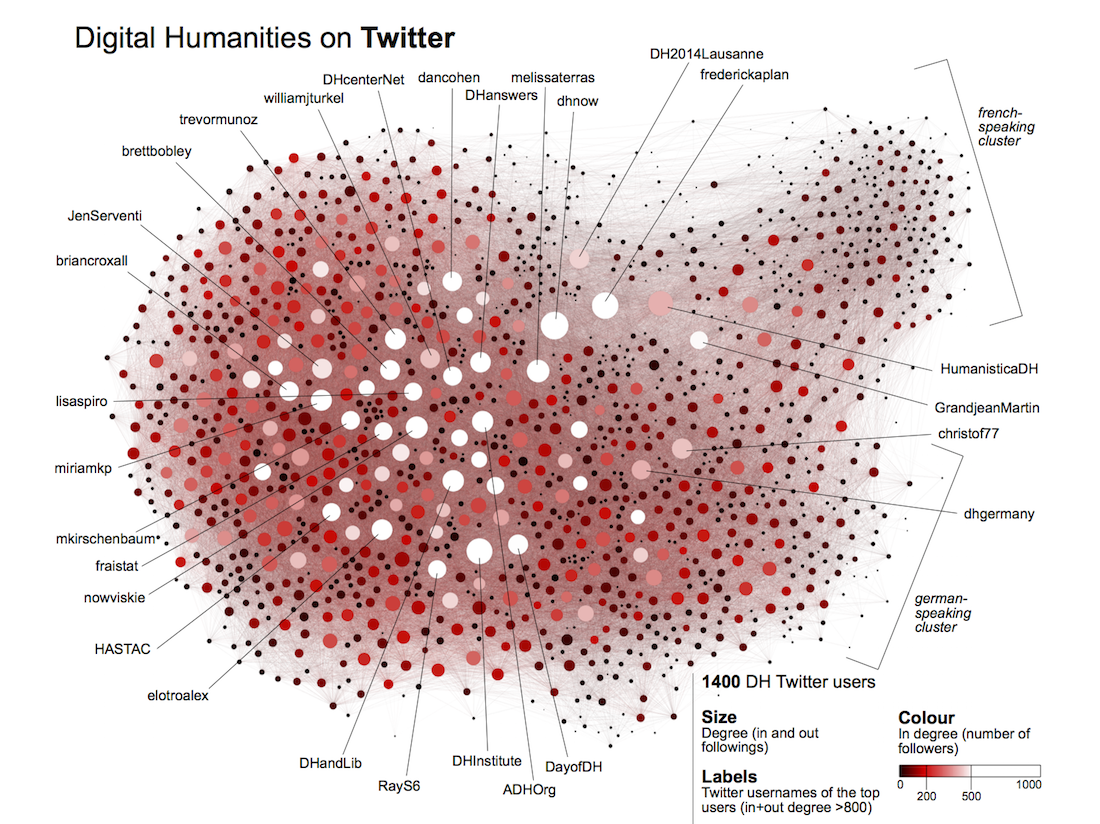 Digital Humanities on Twitter
DH2014Lausanne
frederickaplan
DHcenterNet
dancohen
melissaterras
williamjturkel
DHanswers
dhnow
trevormunoz
french-
speaking
cluster
brettbobley
JenServenti
briancroxall
HumanisticaDH
lisaspiro
GrandjeanMartin
christof77
miriamkp
dhgermany
mkirschenbaum
fraistat
nowviskie
german-
speaking
cluster
HASTAC
elotroalex
DHandLib
RayS6
DHInstitute
ADHOrg
DayofDH
1400 DH Twitter users
Size
Degree (in and out
followings)
Labels
Twitter usernames of the top
users (in+out degree >800)
Colour
In degree (number of
followers)
0
200
500
1000